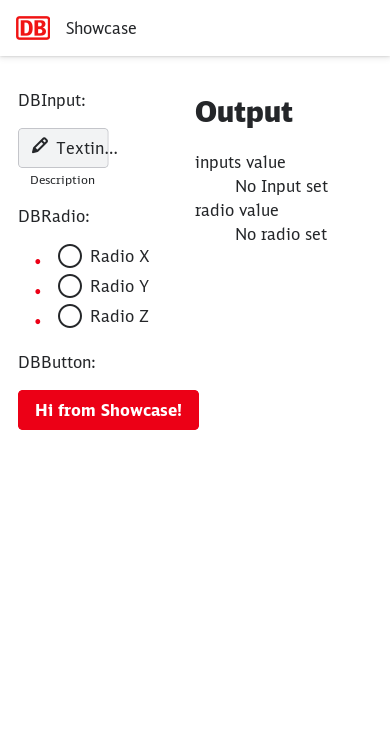 DB Showcase
DBInput:
Textin...
Description
DBRadio:
Radio X
Radio Y
Radio Z
DBButton:
Hi from Showcase!
Output
inputs value
No Input set
radio value
No radio set